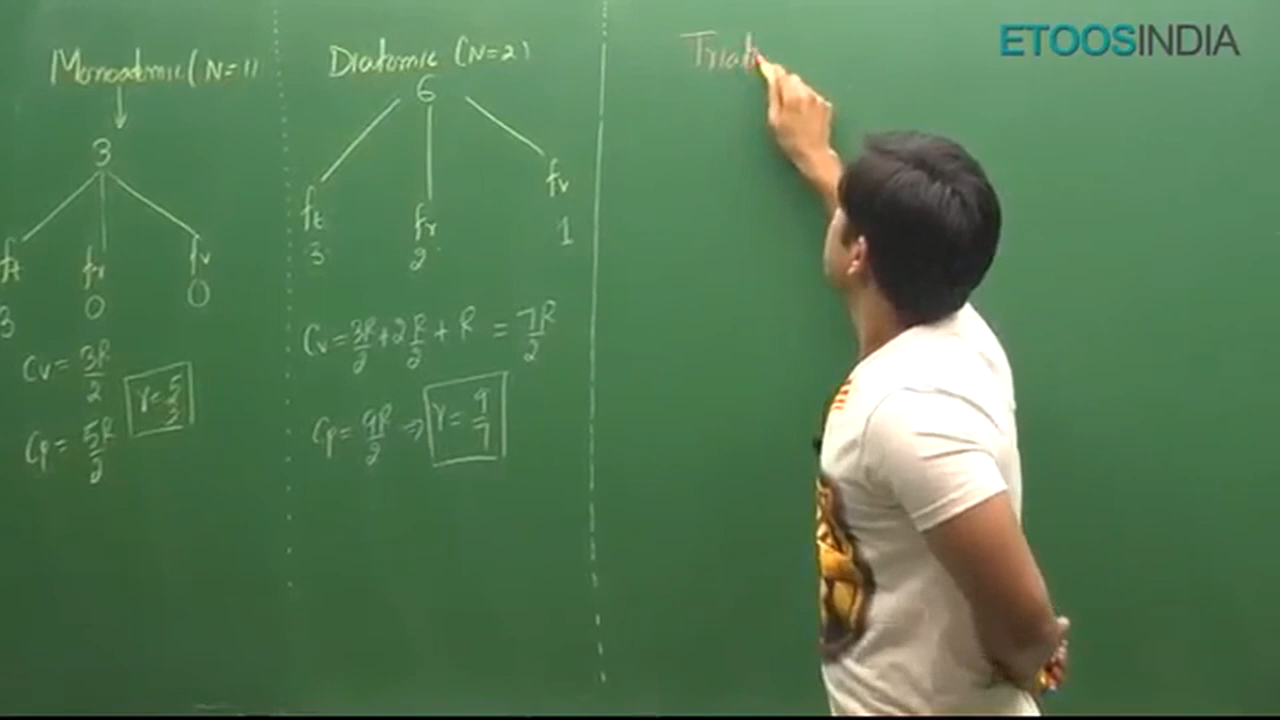 ETOOSINDIA
Monoatomic (N=1)
3
ft fr fv
3 0 0
Cv = 3R/2
Cp = 5R/2
γ = 5/3
Diatomic (N=2)
6
ft fr fv
3 2 1
Cv = 3R/2 + 2R/2 + R = 7R/2
Cp = 9R/2 ⇒ γ = 9/7
Triat